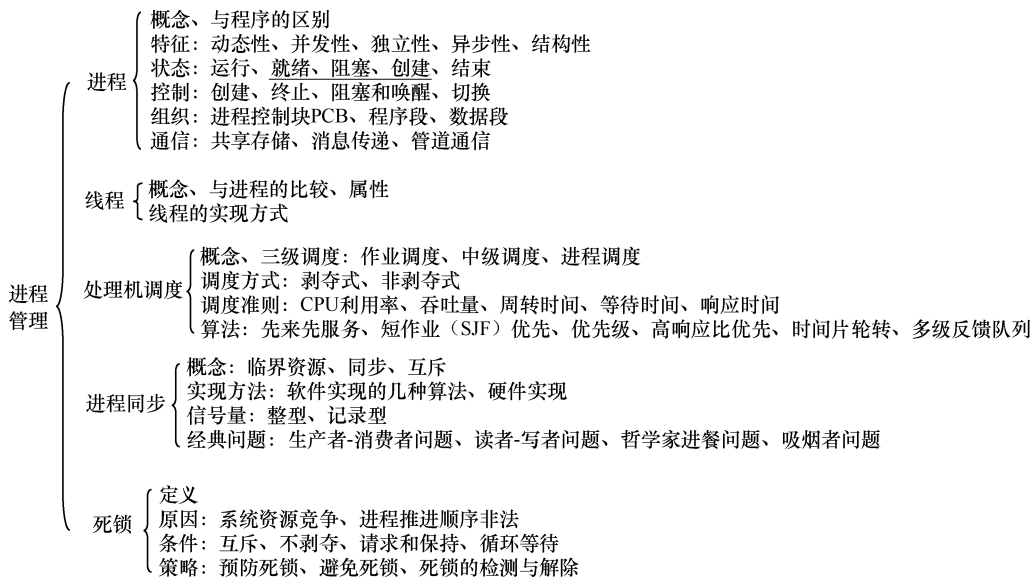 进程管理
进程
概念、与程序的区别
特征：动态性、并发性、独立性、异步性、结构性
状态：运行、就绪、阻塞、创建、结束
控制：创建、终止、阻塞和唤醒、切换
组织：进程控制块PCB、程序段、数据段
通信：共享存储、消息传递、管道通信
线程
概念、与进程的比较、属性
线程的实现方式
处理机调度
概念、三级调度：作业调度、中级调度、进程调度
调度方式：剥夺式、非剥夺式
调度准则：CPU利用率、吞吐量、周转时间、等待时间、响应时间
算法：先来先服务、短作业（SJF）优先、优先级、高响应比优先、时间片轮转、多级反馈队列
进程同步
概念：临界资源、同步、互斥
实现方法：软件实现的几种算法、硬件实现
信号量：整型、记录型
经典问题：生产者-消费者问题、读者-写者问题、哲学家进餐问题、吸烟者问题
死锁
定义
原因：系统资源竞争、进程推进顺序非法
条件：互斥、不剥夺、请求和保持、循环等待
策略：预防死锁、避免死锁、死锁的检测与解除